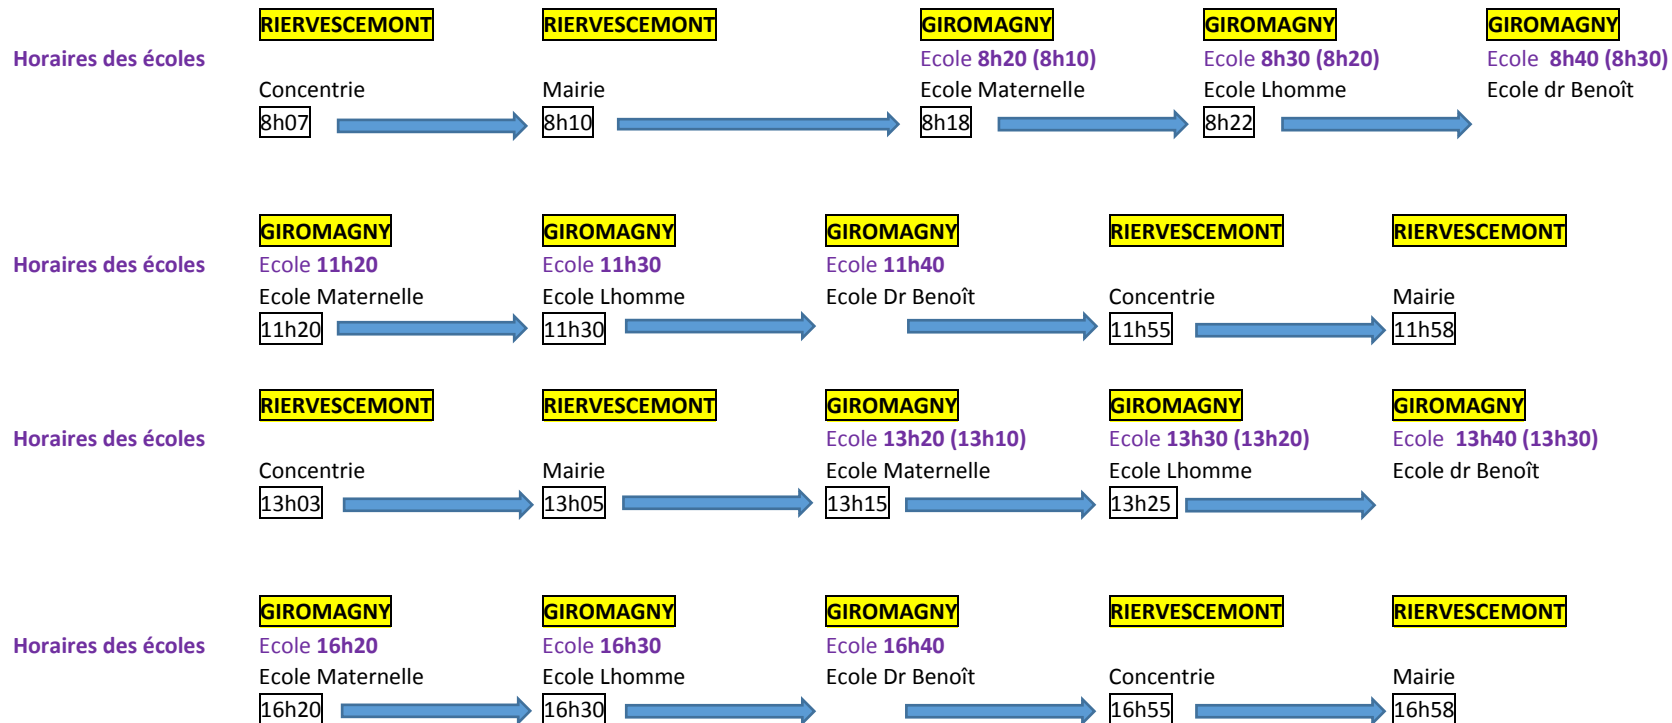 RIERVESCEMONT RIERVESCEMONT GIROMAGNY GIROMAGNY GIROMAGNY
Horaires des écoles Ecole 8h20 (8h10) Ecole 8h30 (8h20) Ecole 8h40 (8h30)
Concentrie Mairie Ecole Maternelle Ecole Lhomme Ecole dr Benoît
8h07 8h10 8h18 8h22
GIROMAGNY GIROMAGNY GIROMAGNY RIERVESCEMONT RIERVESCEMONT
Horaires des écoles Ecole 11h20 Ecole 11h30 Ecole 11h40
Ecole Maternelle Ecole Lhomme Ecole Dr Benoît Concentrie Mairie
11h20 11h30 11h55 11h58
RIERVESCEMONT RIERVESCEMONT GIROMAGNY GIROMAGNY GIROMAGNY
Horaires des écoles Ecole 13h20 (13h10) Ecole 13h30 (13h20) Ecole 13h40 (13h30)
Concentrie Mairie Ecole Maternelle Ecole Lhomme Ecole dr Benoît
13h03 13h05 13h15 13h25
GIROMAGNY GIROMAGNY GIROMAGNY RIERVESCEMONT RIERVESCEMONT
Horaires des écoles Ecole 16h20 Ecole 16h30 Ecole 16h40
Ecole Maternelle Ecole Lhomme Ecole Dr Benoît Concentrie Mairie
16h20 16h30 16h55 16h58